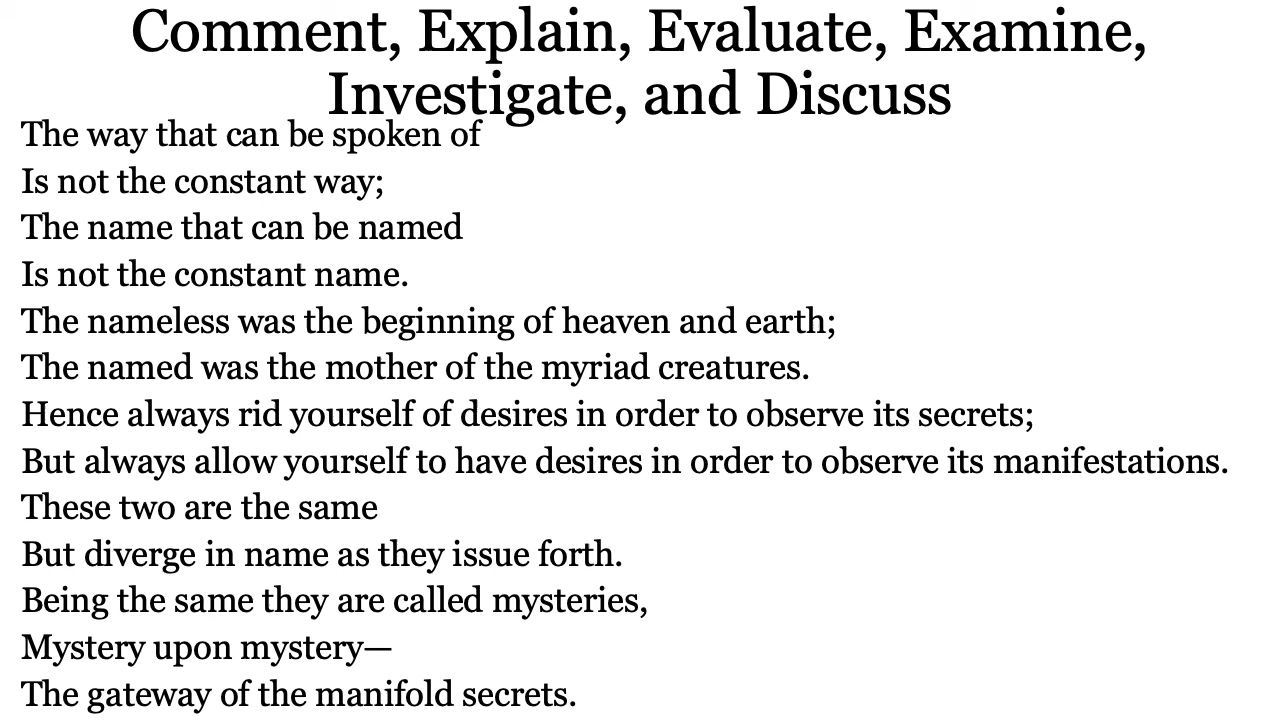 Comment, Explain, Evaluate, Examine,
Investigate, and Discuss
The way that can be spoken of
Is not the constant way;
The name that can be named
Is not the constant name.
The nameless was the beginning of heaven and earth;
The named was the mother of the myriad creatures.
Hence always rid yourself of desires in order to observe its secrets;
But always allow yourself to have desires in order to observe its manifestations.
These two are the same
But diverge in name as they issue forth.
Being the same they are called mysteries,
Mystery upon mystery—
The gateway of the manifold secrets.